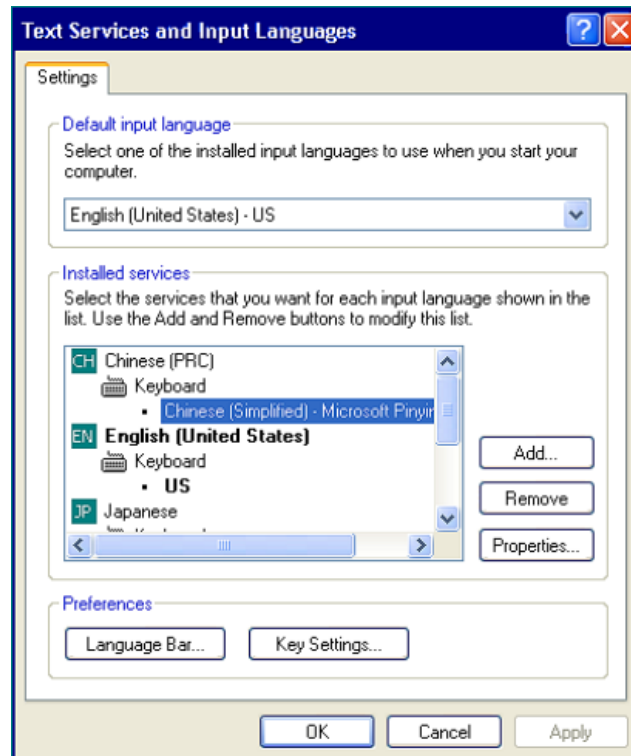 Text Services and Input Languages
Settings
Default input language
Select one of the installed input languages to use when you start your
computer.
English (United States) - US
Installed services
Select the services that you want for each input language shown in the
list. Use the Add and Remove buttons to modify this list.
CH Chinese (PRC)
Keyboard
Chinese (Simplified) - Microsoft Pinyin
EN English (United States)
Keyboard
US
JP Japanese
Add...
Remove
Properties...
Preferences
Language Bar...
Key Settings...
OK
Cancel
Apply